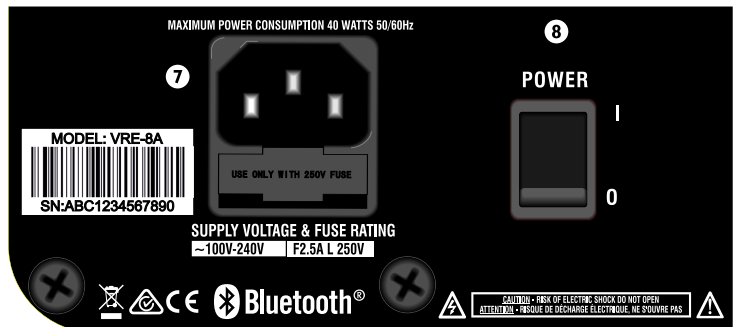 MAXIMUM POWER CONSUMPTION 40 WATTS 50/60Hz
7
8
POWER
I
O
MODEL: VRE-8A
SN:ABC1234567890
USE ONLY WITH 250V FUSE
SUPPLY VOLTAGE & FUSE RATING
~100V-240V F2.5A L 250V
CE Bluetooth®
CAUTION - RISK OF ELECTRIC SHOCK DO NOT OPEN
ATTENTION - RISQUE DE DÉCHARGE ÉLECTRIQUE, NE S'OUVRE PAS